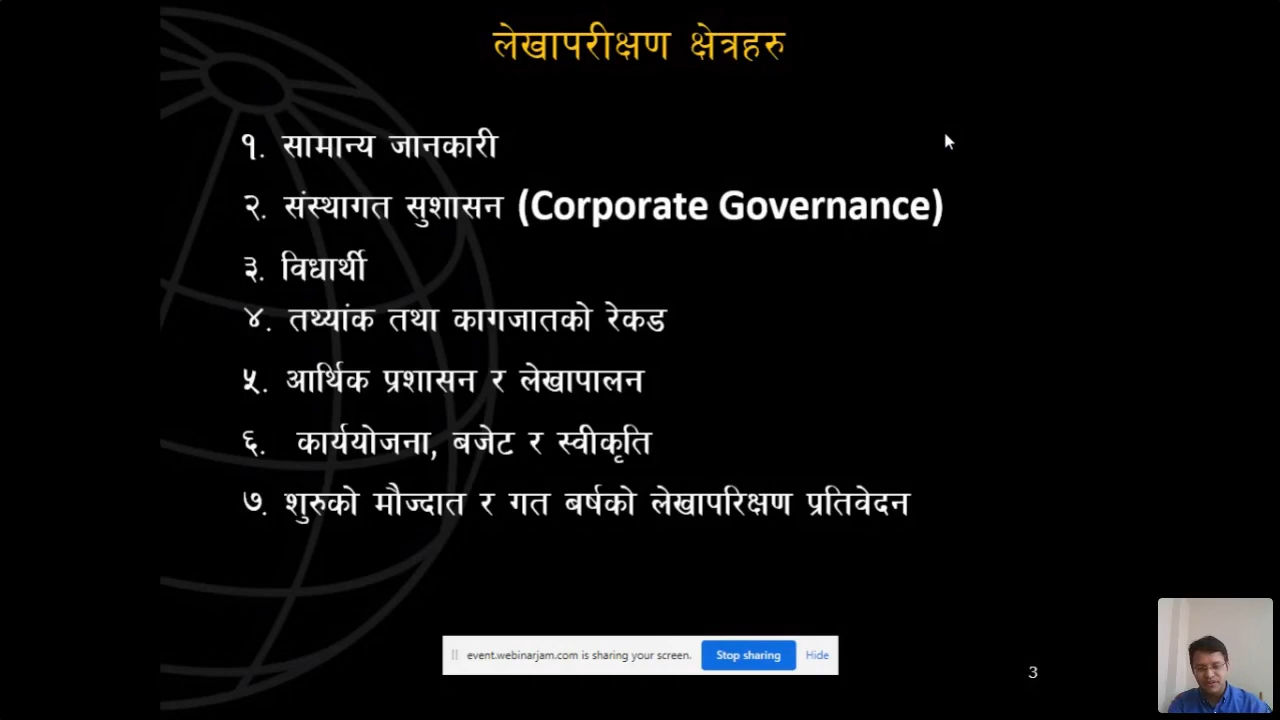 लेखापरीक्षण क्षेत्रहरु
१. सामान्य जानकारी
२. संस्थागत सुशासन (Corporate Governance)
३. विधार्थी
४. तथ्यांक तथा कागजातको रेकड
५. आर्थिक प्रशासन र लेखापालन
६. कार्ययोजना, बजेट र स्वीकृति
७. शुरुको मौज्दात र गत बर्षको लेखापरिक्षण प्रतिवेदन
event.webinarjam.com is sharing your screen. Stop sharing Hide
3